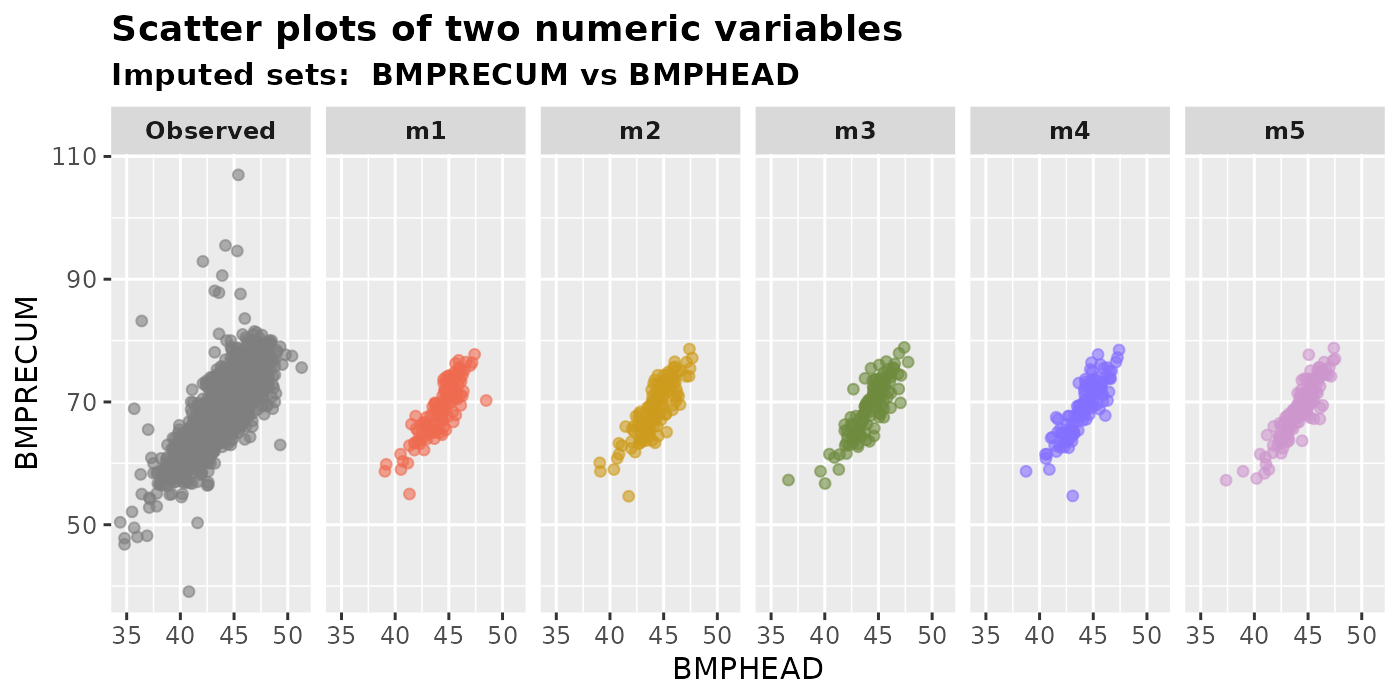 Scatter plots of two numeric variables
Imputed sets:  BMPRECUM vs BMPHEAD
Observed m1 m2 m3 m4 m5
110
90
70
50
BMPRECUM
35 40 45 50 35 40 45 50 35 40 45 50 35 40 45 50 35 40 45 50 35 40 45 50
BMPHEAD